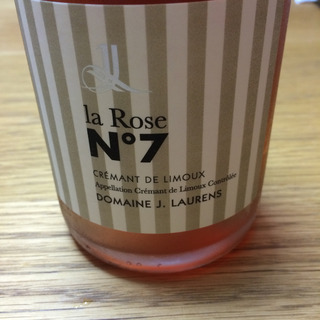 la Rose
N°7
CRÉMANT DE LIMOUX
Appellation Crémant de Limoux Contrôlée
DOMAINE J. LAURENS